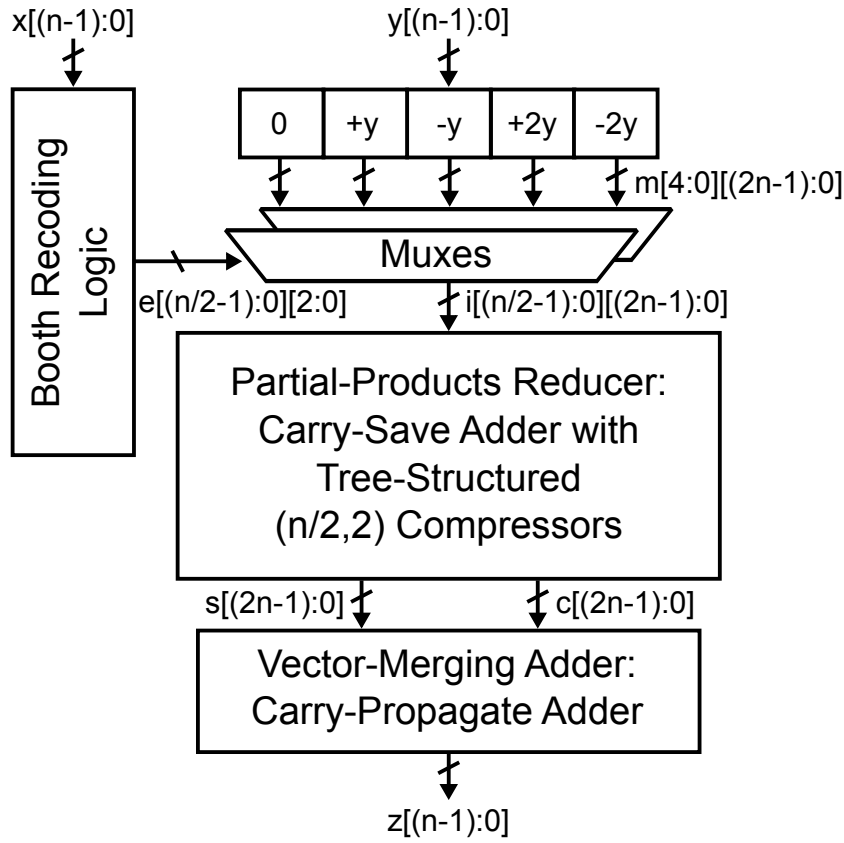 x[(n-1):0]
y[(n-1):0]
0 +y -y +2y -2y
m[4:0][(2n-1):0]
Booth Recoding
Logic
Muxes
e[(n/2-1):0][2:0]
i[(n/2-1):0][(2n-1):0]
Partial-Products Reducer:
Carry-Save Adder with
Tree-Structured
(n/2,2) Compressors
s[(2n-1):0]
c[(2n-1):0]
Vector-Merging Adder:
Carry-Propagate Adder
z[(n-1):0]